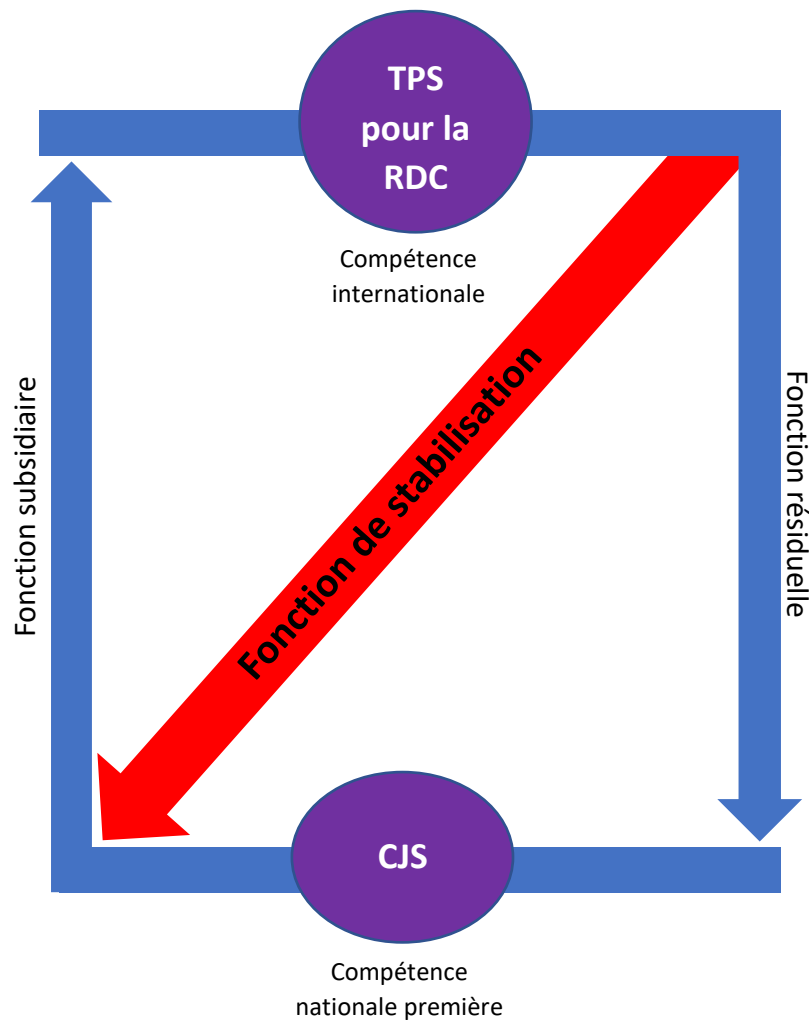 TPS
pour la
RDC
Compétence
internationale
Fonction subsidiaire
Fonction de stabilisation
Fonction résiduelle
CJS
Compétence
nationale première